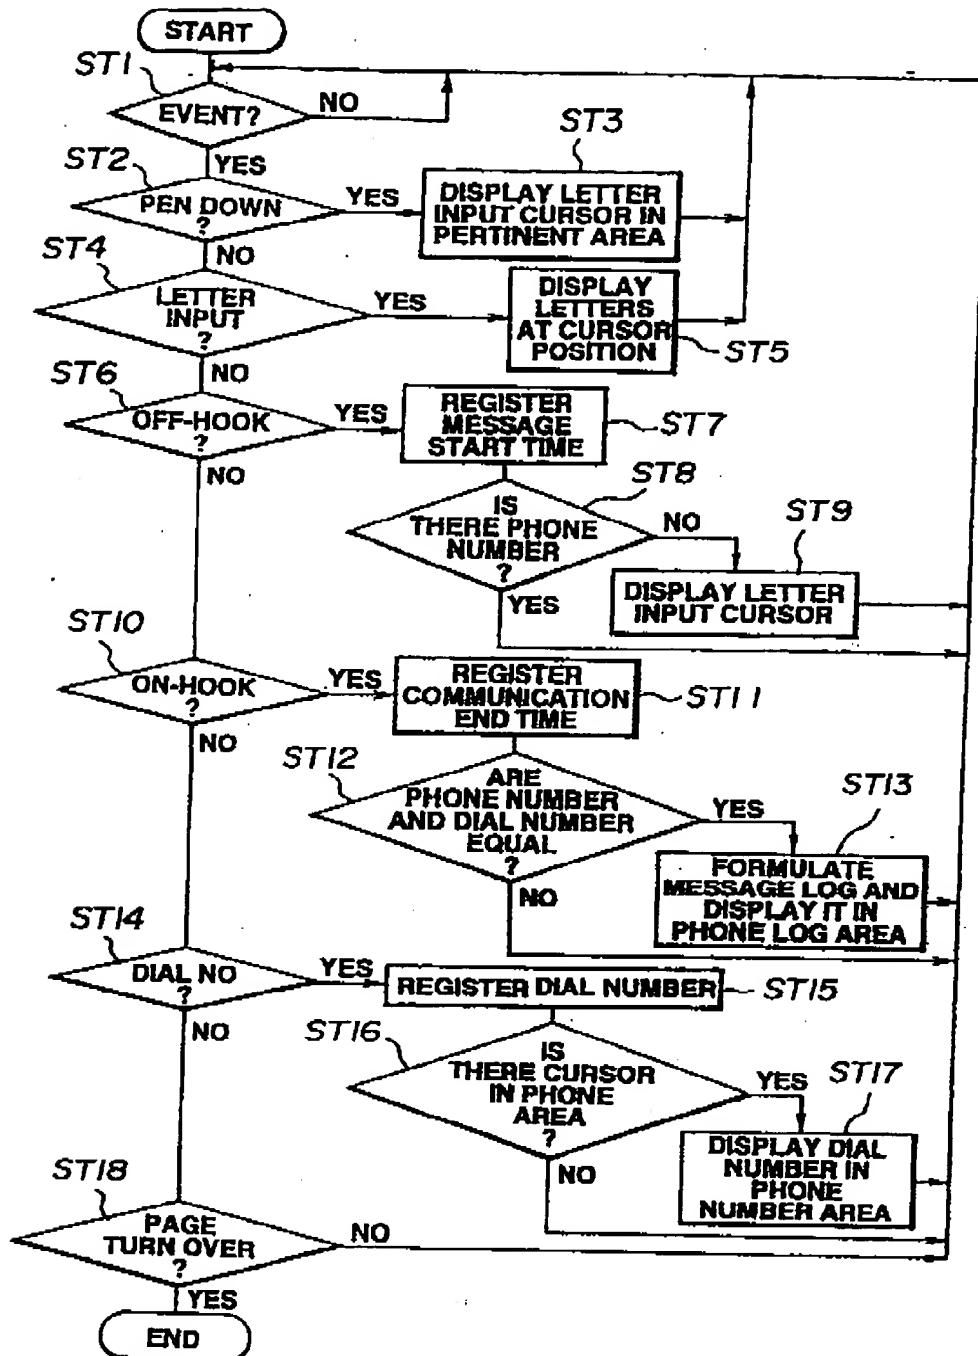 START
ST1
EVENT?
NO
YES
ST2
PEN DOWN
?
YES
ST3
DISPLAY LETTER
INPUT CURSOR IN
PERTINENT AREA
NO
ST4
LETTER
INPUT
?
YES
DISPLAY
LETTERS
AT CURSOR
POSITION
ST5
NO
ST6
OFF-HOOK
?
YES
REGISTER
MESSAGE
START TIME
ST7
NO
ST8
IS
THERE PHONE
NUMBER
?
NO
ST9
DISPLAY LETTER
INPUT CURSOR
YES
ST10
ON-HOOK
?
YES
REGISTER
COMMUNICATION
END TIME
ST11
NO
ST12
ARE
PHONE NUMBER
AND DIAL NUMBER
EQUAL
?
YES
ST13
FORMULATE
MESSAGE LOG AND
DISPLAY IT IN
PHONE LOG AREA
NO
ST14
DIAL NO
?
YES
REGISTER DIAL NUMBER
ST15
NO
ST16
IS
THERE CURSOR
IN PHONE
AREA
?
YES
ST17
DISPLAY DIAL
NUMBER IN
PHONE
NUMBER AREA
NO
ST18
PAGE
TURN OVER
?
NO
YES
END